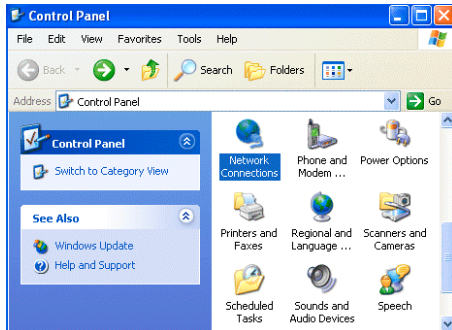 Control Panel
File Edit View Favorites Tools Help
Back Search Folders
Address Control Panel Go
Control Panel
Switch to Category View
See Also
Windows Update
Help and Support
Network Connections
Phone and Modem ...
Power Options
Printers and Faxes
Regional and Language ...
Scanners and Cameras
Scheduled Tasks
Sounds and Audio Devices
Speech